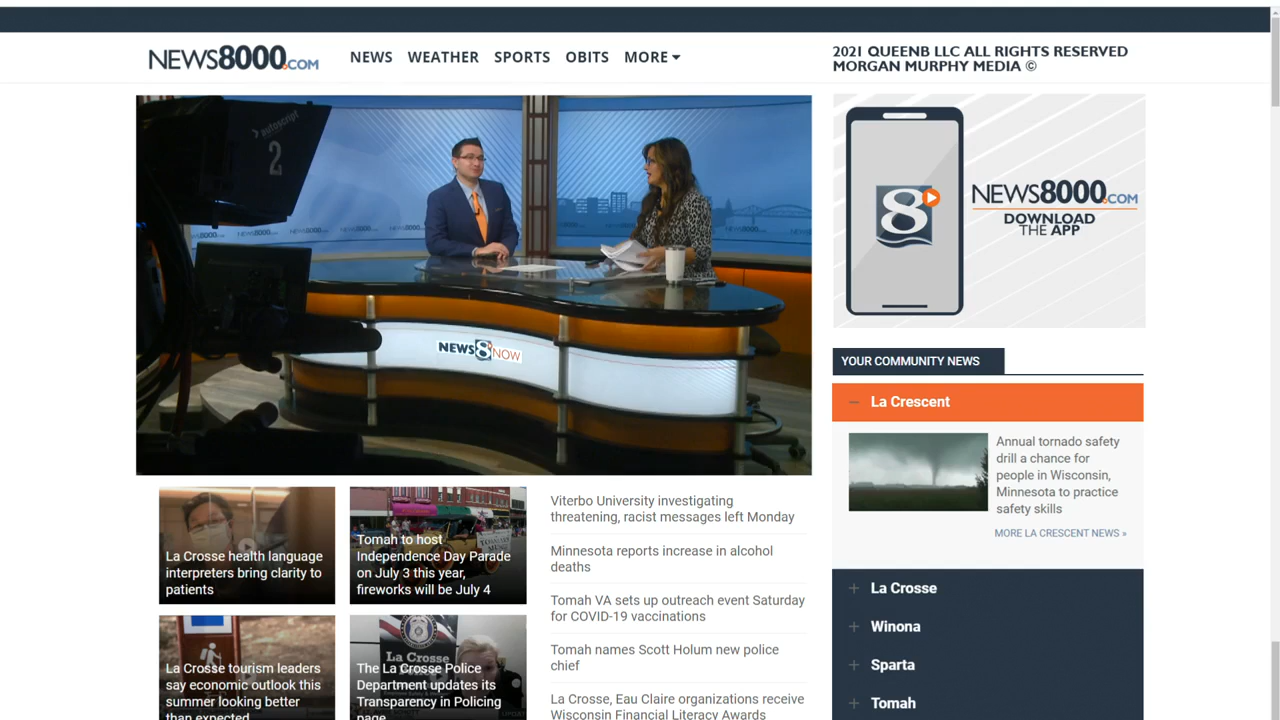 NEWS8000.COM
NEWS WEATHER SPORTS OBITS MORE
2021 QUEENB LLC ALL RIGHTS RESERVED
MORGAN MURPHY MEDIA ©
autoscript
2
NEWS8NOW
8
NEWS8000.COM
DOWNLOAD
THE APP
La Crosse health language
interpreters bring clarity to
patients
Tomah to host
Independence Day Parade
on July 3 this year,
fireworks will be July 4
La Crosse tourism leaders
say economic outlook this
summer looking better
than expected
La Crosse
The La Crosse Police
Department updates its
Transparency in Policing
page
Viterbo University investigating
threatening, racist messages left Monday
Minnesota reports increase in alcohol
deaths
Tomah VA sets up outreach event Saturday
for COVID-19 vaccinations
Tomah names Scott Holum new police
chief
La Crosse, Eau Claire organizations receive
Wisconsin Financial Literacy Awards
YOUR COMMUNITY NEWS
La Crescent
Annual tornado safety
drill a chance for
people in Wisconsin,
Minnesota to practice
safety skills
MORE LA CRESCENT NEWS »
La Crosse
Winona
Sparta
Tomah